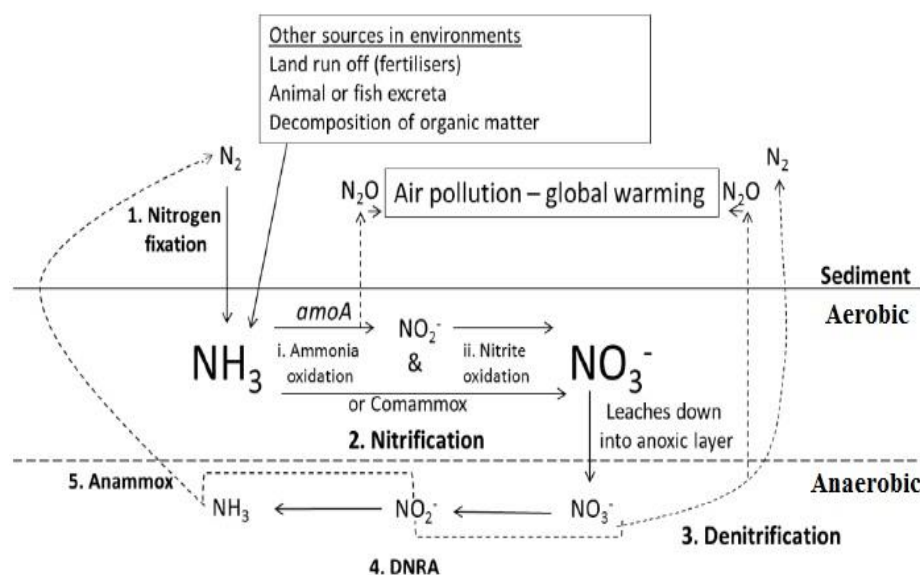 Other sources in environments
Land run off (fertilisers)
Animal or fish excreta
Decomposition of organic matter
N₂
N₂
N₂O
Air pollution – global warming
N₂O
1. Nitrogen
fixation
Sediment
Aerobic
amoA
NH₃
NO₂⁻
&
NO₃⁻
i. Ammonia
oxidation
ii. Nitrite
oxidation
or Comammox
2. Nitrification
Leaches down
into anoxic layer
5. Anammox
Anaerobic
NH₃
NO₂⁻
NO₃⁻
3. Denitrification
4. DNRA